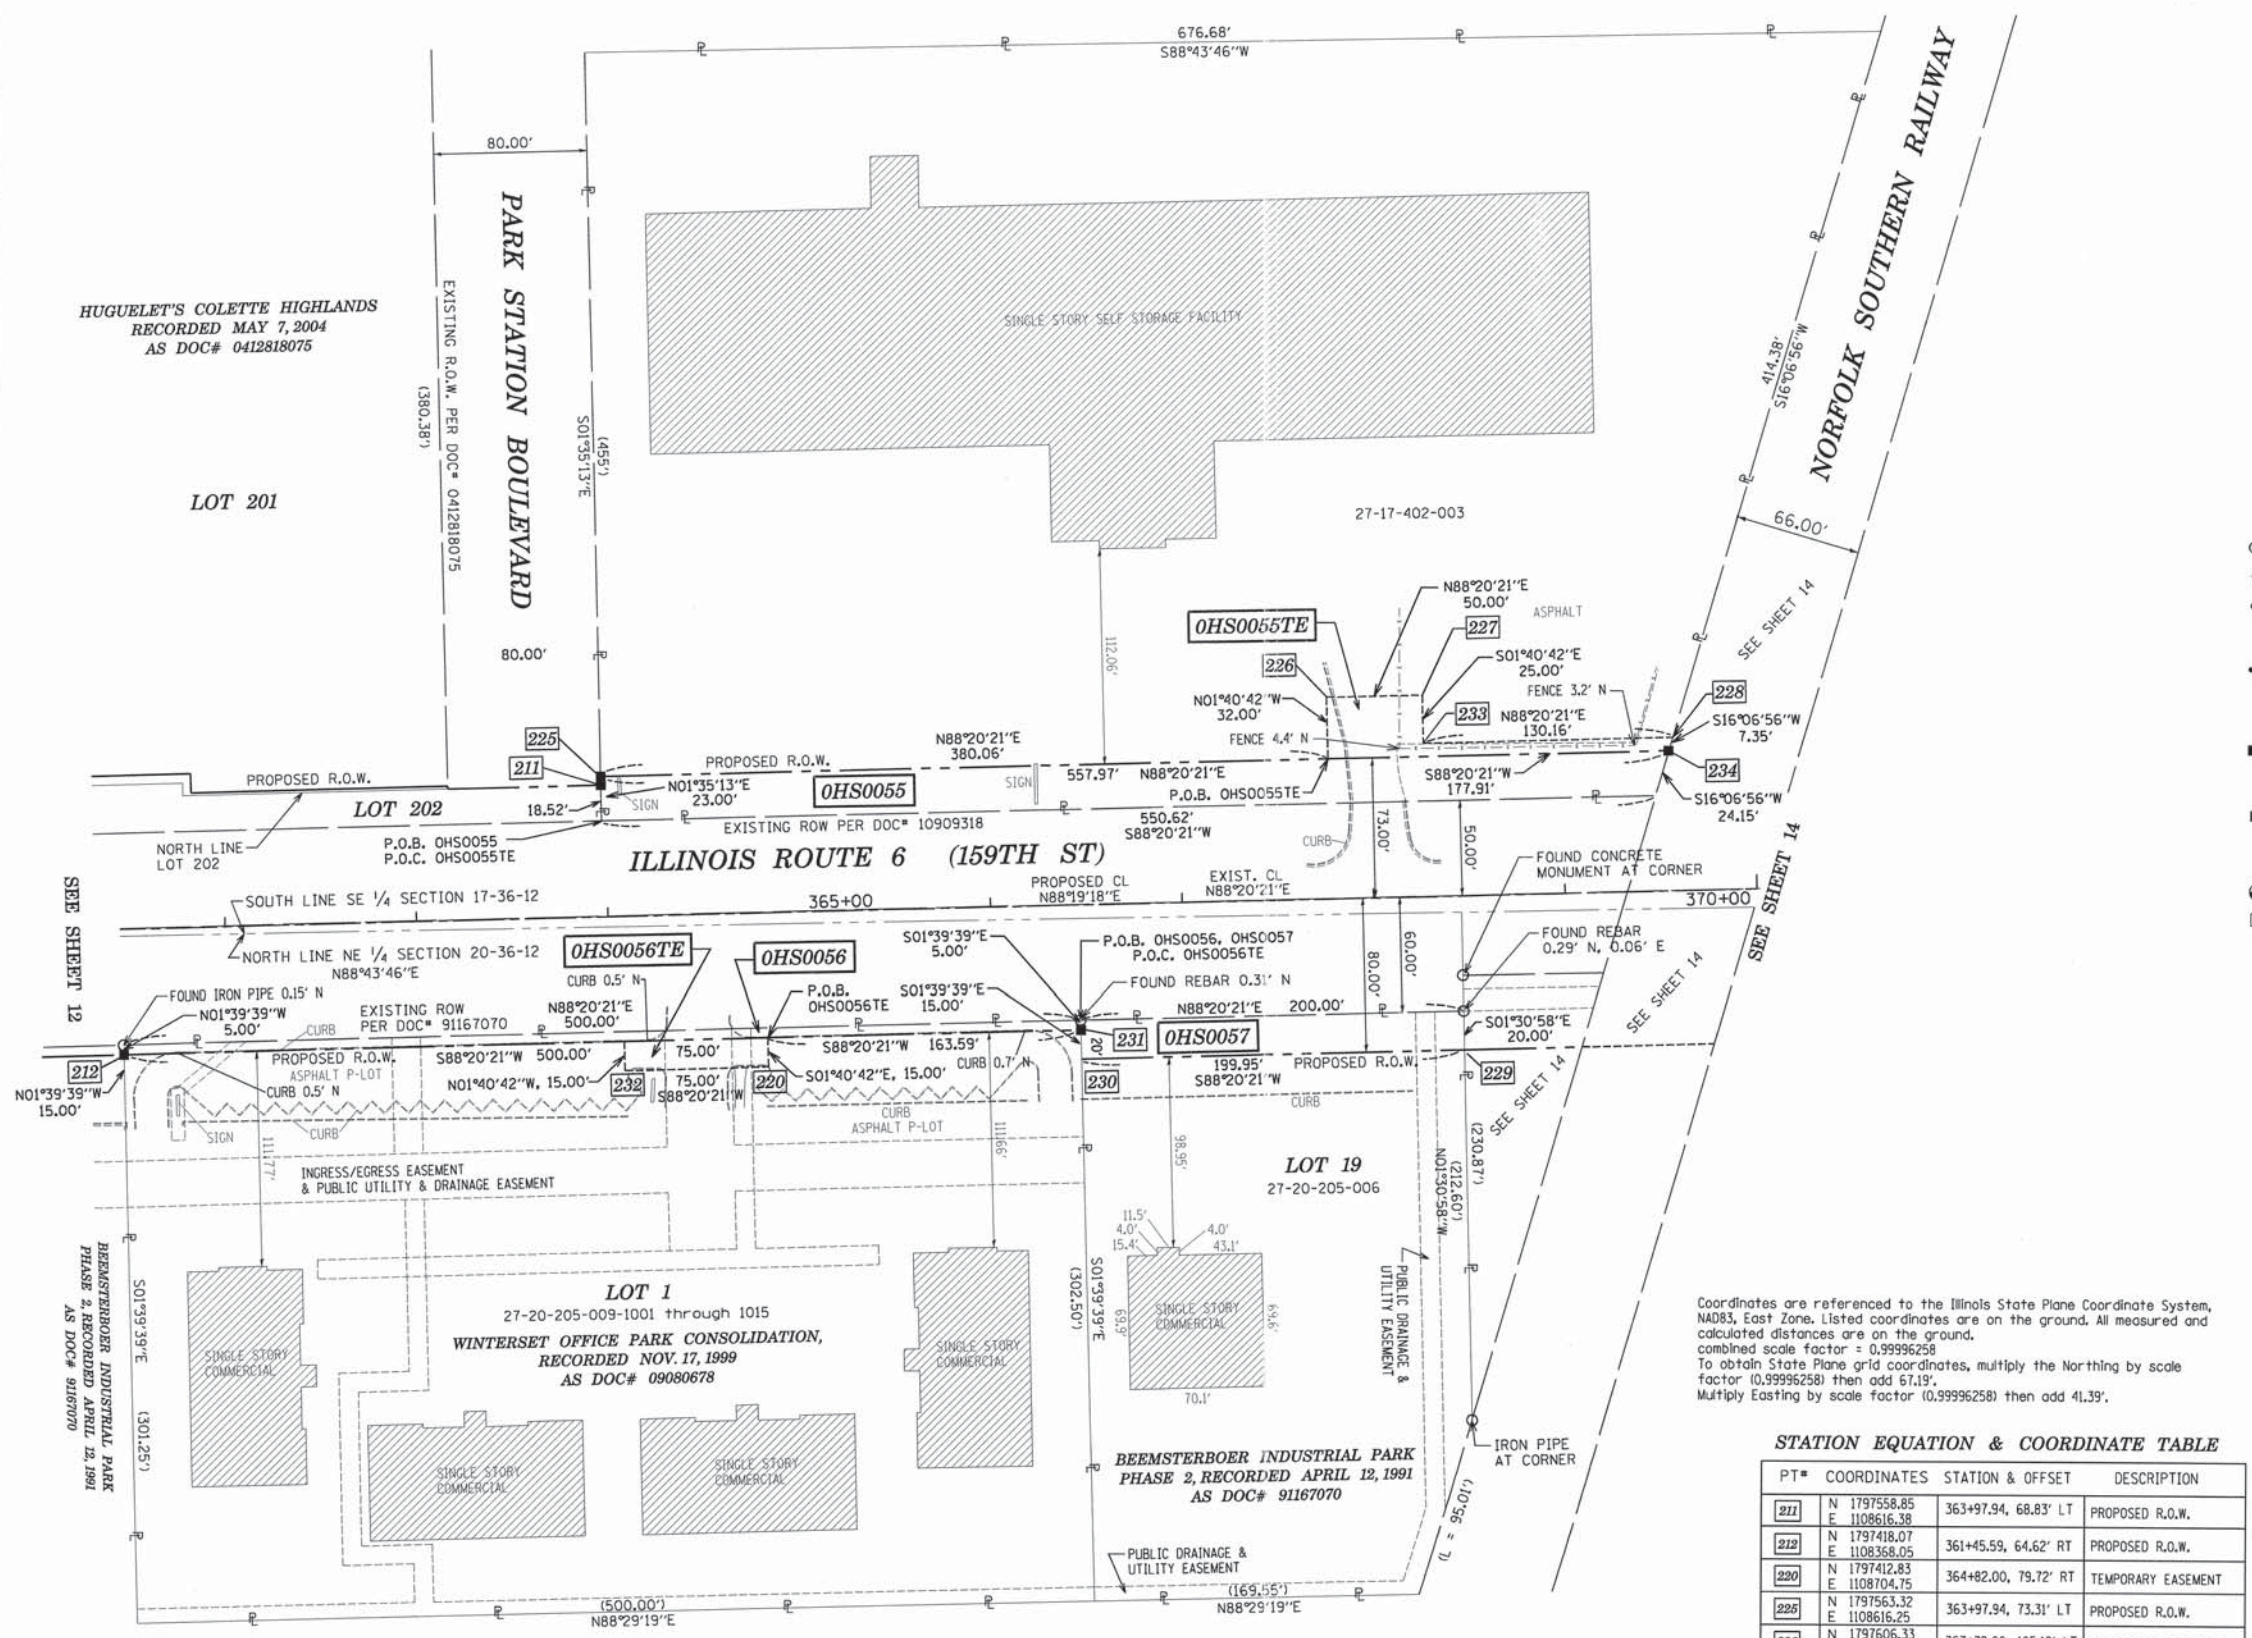 676.68'
S88°43'46"W
80.00'
PARK STATION BOULEVARD
EXISTING R.O.W. PER DOC# 0412818075
(380.38')
(455')
S01°35'13"E
80.00'
HUGUELET'S COLETTE HIGHLANDS
RECORDED MAY 7, 2004
AS DOC# 0412818075
LOT 201
SINGLE STORY SELF STORAGE FACILITY
27-17-402-003
112.06'
NORFOLK SOUTHERN RAILWAY
414.38'
S16°06'56"W
66.00'
SEE SHEET 14
N88°20'21"E
50.00'
ASPHALT
0HS0055TE
227
226
S01°40'42"E
25.00'
N01°40'42"W
32.00'
FENCE 3.2' N
228
233
N88°20'21"E
130.16'
S16°06'56"W
7.35'
FENCE 4.4' N
225
211
PROPOSED R.O.W.
PROPOSED R.O.W.
N88°20'21"E
380.06'
557.97' N88°20'21"E
S88°20'21"W
177.91'
234
N01°35'13"E
23.00'
0HS0055
SIGN
SIGN
P.O.B. OHS0055TE
S16°06'56"W
24.15'
LOT 202
18.52'
NORTH LINE
LOT 202
P.O.B. OHS0055
P.O.C. OHS0055TE
EXISTING ROW PER DOC# 10909318
550.62'
S88°20'21"W
CURB
73.00'
50.00'
ILLINOIS ROUTE 6 (159TH ST)
FOUND CONCRETE
MONUMENT AT CORNER
SEE SHEET 14
SEE SHEET 12
SOUTH LINE SE 1/4 SECTION 17-36-12
365+00
PROPOSED CL
N88°19'18"E
EXIST. CL
N88°20'21"E
370+00
NORTH LINE NE 1/4 SECTION 20-36-12
N88°43'46"E
0HS0056TE
0HS0056
S01°39'39"E
5.00'
P.O.B. OHS0056, OHS0057
P.O.C. OHS0056TE
80.00'
60.00'
FOUND REBAR
0.29' N, 0.06' E
SEE SHEET 14
FOUND IRON PIPE 0.15' N
N01°39'39"W
5.00'
CURB
EXISTING ROW
PER DOC# 91167070
CURB 0.5' N
N88°20'21"E
500.00'
P.O.B.
OHS0056TE
S01°39'39"E
15.00'
FOUND REBAR 0.31' N
N88°20'21"E 200.00'
S01°30'58"E
20.00'
212
PROPOSED R.O.W.
ASPHALT P-LOT
CURB 0.5' N
S88°20'21"W 500.00'
75.00'
S88°20'21"W 163.59'
CURB 0.7' N
20'
231
0HS0057
199.95'
S88°20'21"W
PROPOSED R.O.W.
229
N01°39'39"W
15.00'
N01°40'42"W, 15.00'
232
75.00'
S88°20'21"W
220
S01°40'42"E, 15.00'
230
SEE SHEET 14
SIGN
CURB
CURB
ASPHALT P-LOT
CURB
111.77'
111.66'
98.95'
INGRESS/EGRESS EASEMENT
& PUBLIC UTILITY & DRAINAGE EASEMENT
LOT 19
27-20-205-006
N01°30'58"W
(212.60')
(230.87')
11.5'
4.0'
4.0'
15.4'
43.1'
69.9'
SINGLE STORY
COMMERCIAL
69.6'
70.1'
PUBLIC DRAINAGE &
UTILITY EASEMENT
BEEMSTERBOER INDUSTRIAL PARK
PHASE 2, RECORDED APRIL 12, 1991
AS DOC# 91167070
S01°39'39"E
(301.25')
LOT 1
27-20-205-009-1001 through 1015
WINTERSET OFFICE PARK CONSOLIDATION,
RECORDED NOV. 17, 1999
AS DOC# 09080678
SINGLE STORY
COMMERCIAL
SINGLE STORY
COMMERCIAL
SINGLE STORY
COMMERCIAL
SINGLE STORY
COMMERCIAL
S01°39'39"E
(302.50')
BEEMSTERBOER INDUSTRIAL PARK
PHASE 2, RECORDED APRIL 12, 1991
AS DOC# 91167070
IRON PIPE
AT CORNER
(L = 95.01')
PUBLIC DRAINAGE &
UTILITY EASEMENT
(500.00')
N88°29'19"E
(169.55')
N88°29'19"E
Coordinates are referenced to the Illinois State Plane Coordinate System,
NAD83, East Zone. Listed coordinates are on the ground. All measured and
calculated distances are on the ground.
combined scale factor = 0.99996258
To obtain State Plane grid coordinates, multiply the Northing by scale
factor (0.99996258) then add 67.19'.
Multiply Easting by scale factor (0.99996258) then add 41.39'.
STATION EQUATION & COORDINATE TABLE
PT# COORDINATES STATION & OFFSET DESCRIPTION
211 N 1797558.85 E 1108616.38 363+97.94, 68.83' LT PROPOSED R.O.W.
212 N 1797418.07 E 1108368.05 361+45.59, 64.62' RT PROPOSED R.O.W.
220 N 1797412.83 E 1108704.75 364+82.00, 79.72' RT TEMPORARY EASEMENT
225 N 1797563.32 E 1108616.25 363+97.94, 73.31' LT PROPOSED R.O.W.
N 1797606.33